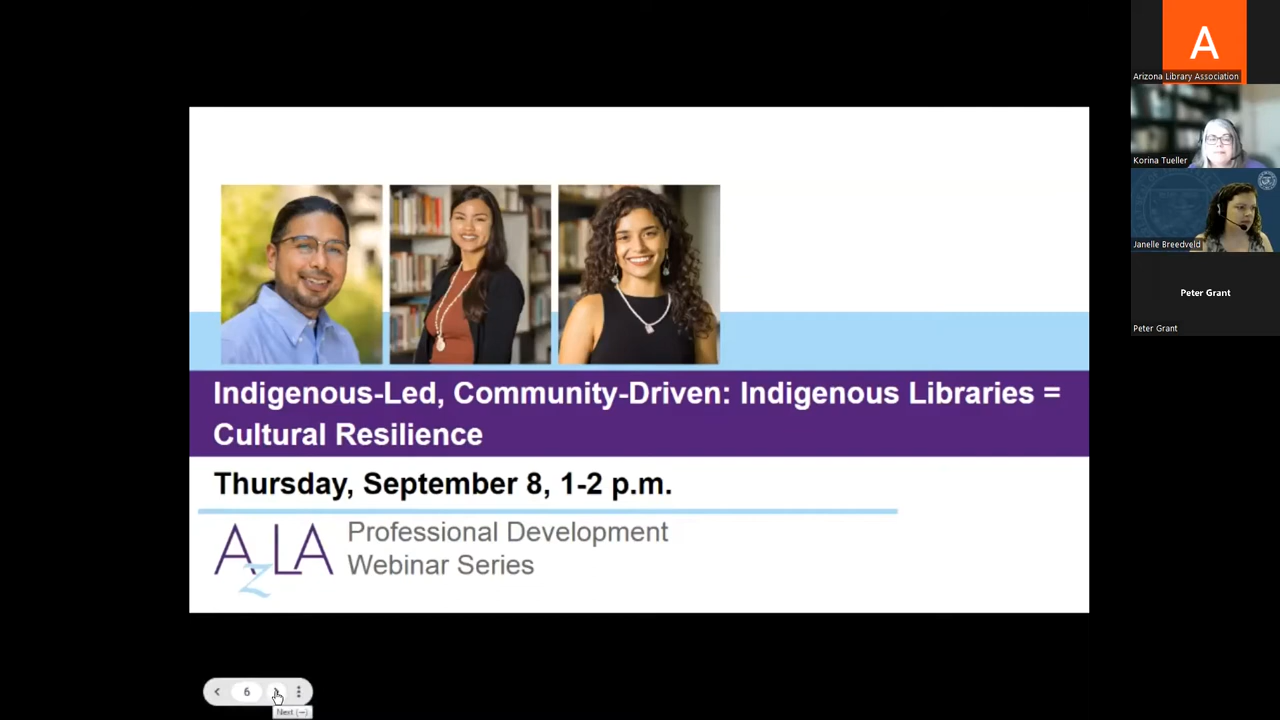 Indigenous-Led, Community-Driven: Indigenous Libraries =
Cultural Resilience
Thursday, September 8, 1-2 p.m.
AzLA
Professional Development
Webinar Series
6
Next (→)
A
Arizona Library Association
Korina Tueller
Janelle Breedveld
Peter Grant
Peter Grant